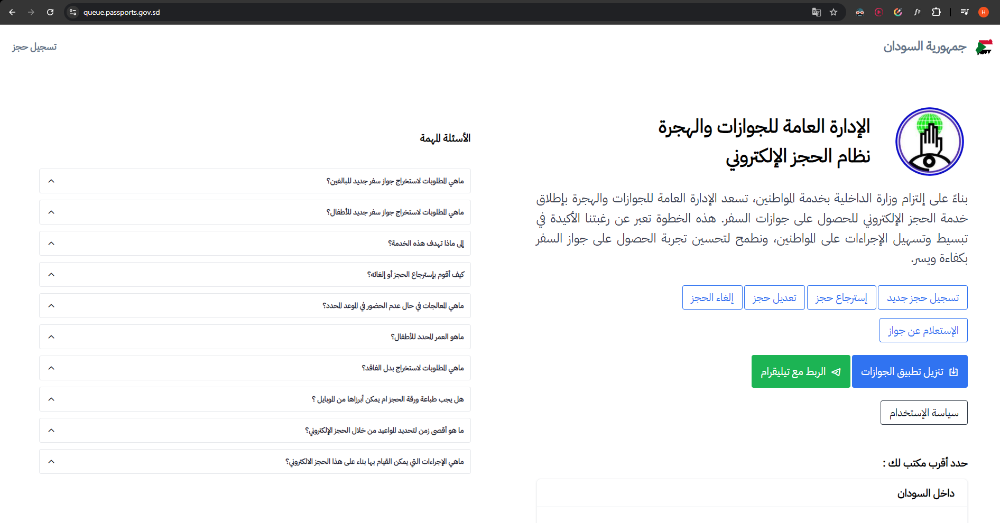 queue.passports.gov.sd
جمهورية السودان
تسجيل حجز
الإدارة العامة للجوازات والهجرة
نظام الحجز الإلكتروني
بناءً على إلتزام وزارة الداخلية بخدمة المواطنين، تسعد الإدارة العامة للجوازات والهجرة بإطلاق
خدمة الحجز الإلكتروني للحصول على جوازات السفر. هذه الخطوة تعبر عن رغبتنا الأكيدة في
تبسيط وتسهيل الإجراءات على المواطنين، ونطمح لتحسين تجربة الحصول على جواز السفر
بكفاءة ويسر.
تسجيل حجز جديد
إسترجاع حجز
تعديل حجز
إلغاء الحجز
الإستعلام عن جواز
تنزيل تطبيق الجوازات
الربط مع تيليقرام
سياسة الإستخدام
حدد أقرب مكتب لك :
داخل السودان
الأسئلة المهمة
ماهي المطلوبات لاستخراج جواز سفر جديد للبالغين؟
ماهي المطلوبات لاستخراج جواز سفر جديد للأطفال؟
إلى ماذا تهدف هذه الخدمة؟
كيف أقوم بإسترجاع الحجز أو إلغائه؟
ماهي المعالجات في حال عدم الحضور في الموعد المحدد؟
ماهو العمر المحدد للأطفال؟
ماهي المطلوبات لاستخراج بدل الفاقد؟
هل يجب طباعة ورقة الحجز ام يمكن أبرزاها من الموبايل ؟
ما هو أقصى زمن لتحديد المواعيد من خلال الحجز الإلكتروني؟
ماهي الإجراءات التي يمكن القيام بها بناء على هذا الحجز الالكتروني؟
f?
H